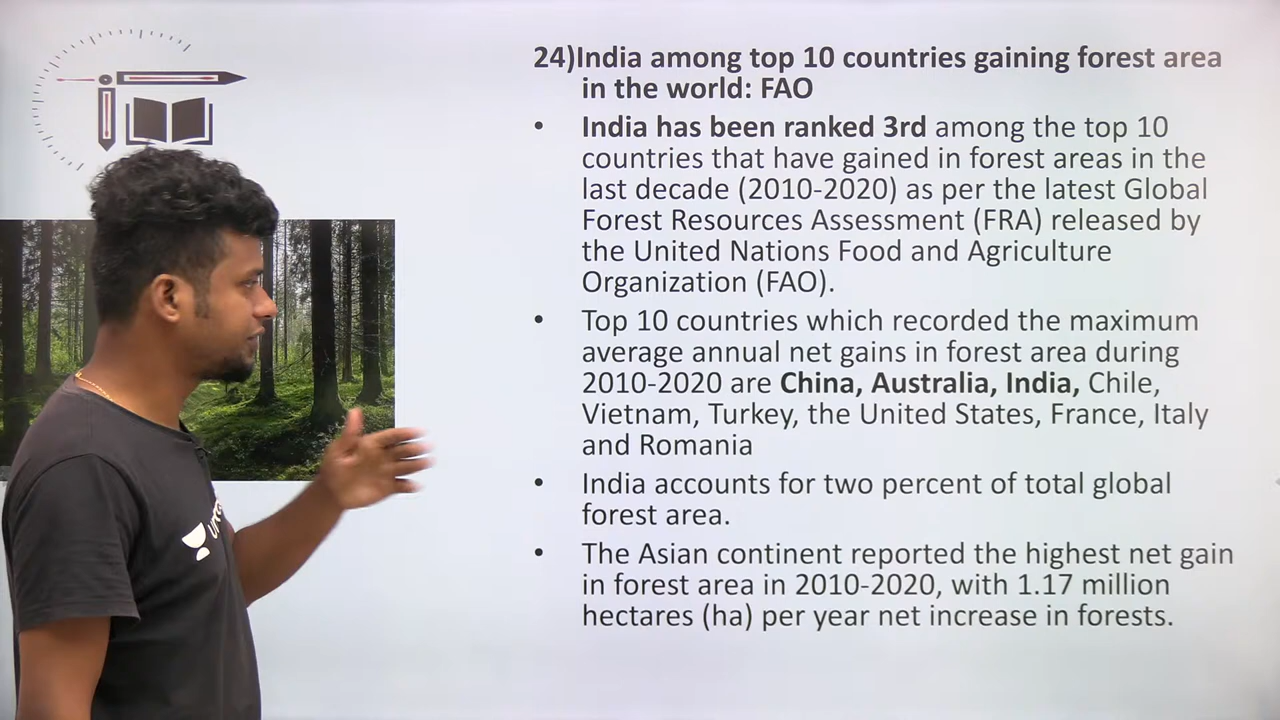 24)India among top 10 countries gaining forest area
in the world: FAO
• India has been ranked 3rd among the top 10
countries that have gained in forest areas in the
last decade (2010-2020) as per the latest Global
Forest Resources Assessment (FRA) released by
the United Nations Food and Agriculture
Organization (FAO).
• Top 10 countries which recorded the maximum
average annual net gains in forest area during
2010-2020 are China, Australia, India, Chile,
Vietnam, Turkey, the United States, France, Italy
and Romania
• India accounts for two percent of total global
forest area.
• The Asian continent reported the highest net gain
in forest area in 2010-2020, with 1.17 million
hectares (ha) per year net increase in forests.